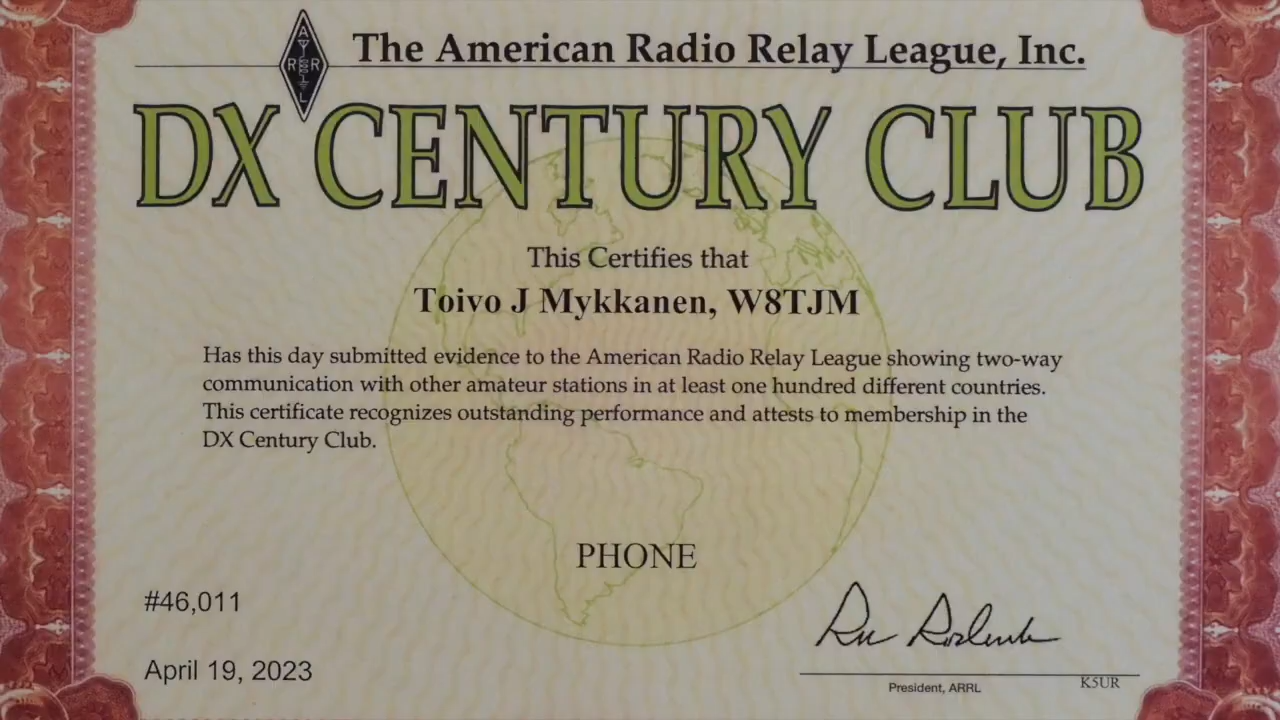 The American Radio Relay League, Inc.
A
R R
L
DX CENTURY CLUB
This Certifies that
Toivo J Mykkanen, W8TJM
Has this day submitted evidence to the American Radio Relay League showing two-way
communication with other amateur stations in at least one hundred different countries.
This certificate recognizes outstanding performance and attests to membership in the
DX Century Club.
PHONE
#46,011
April 19, 2023
President, ARRL
K5UR